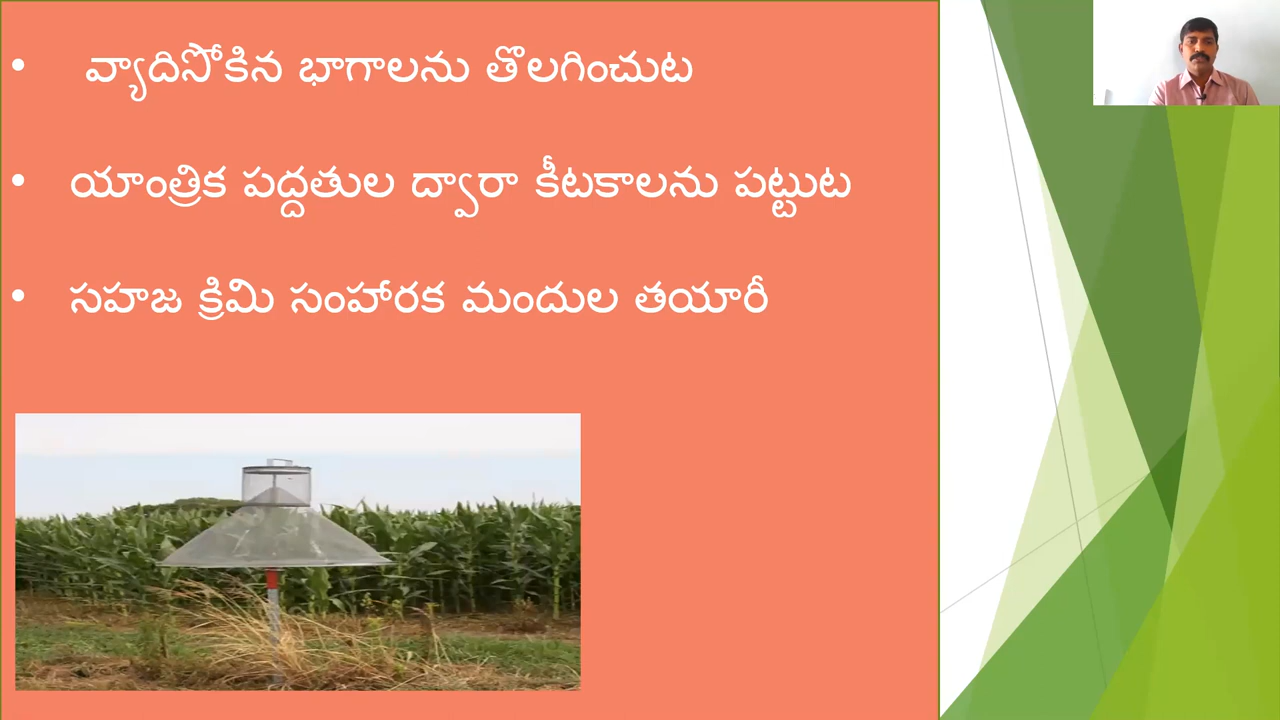 • వ్యాదిసోకిన భాగాలను తొలగించుట
• యాంత్రిక పద్దతుల ద్వారా కీటకాలను పట్టుట
• సహజ క్రిమి సంహారక మందుల తయారీ